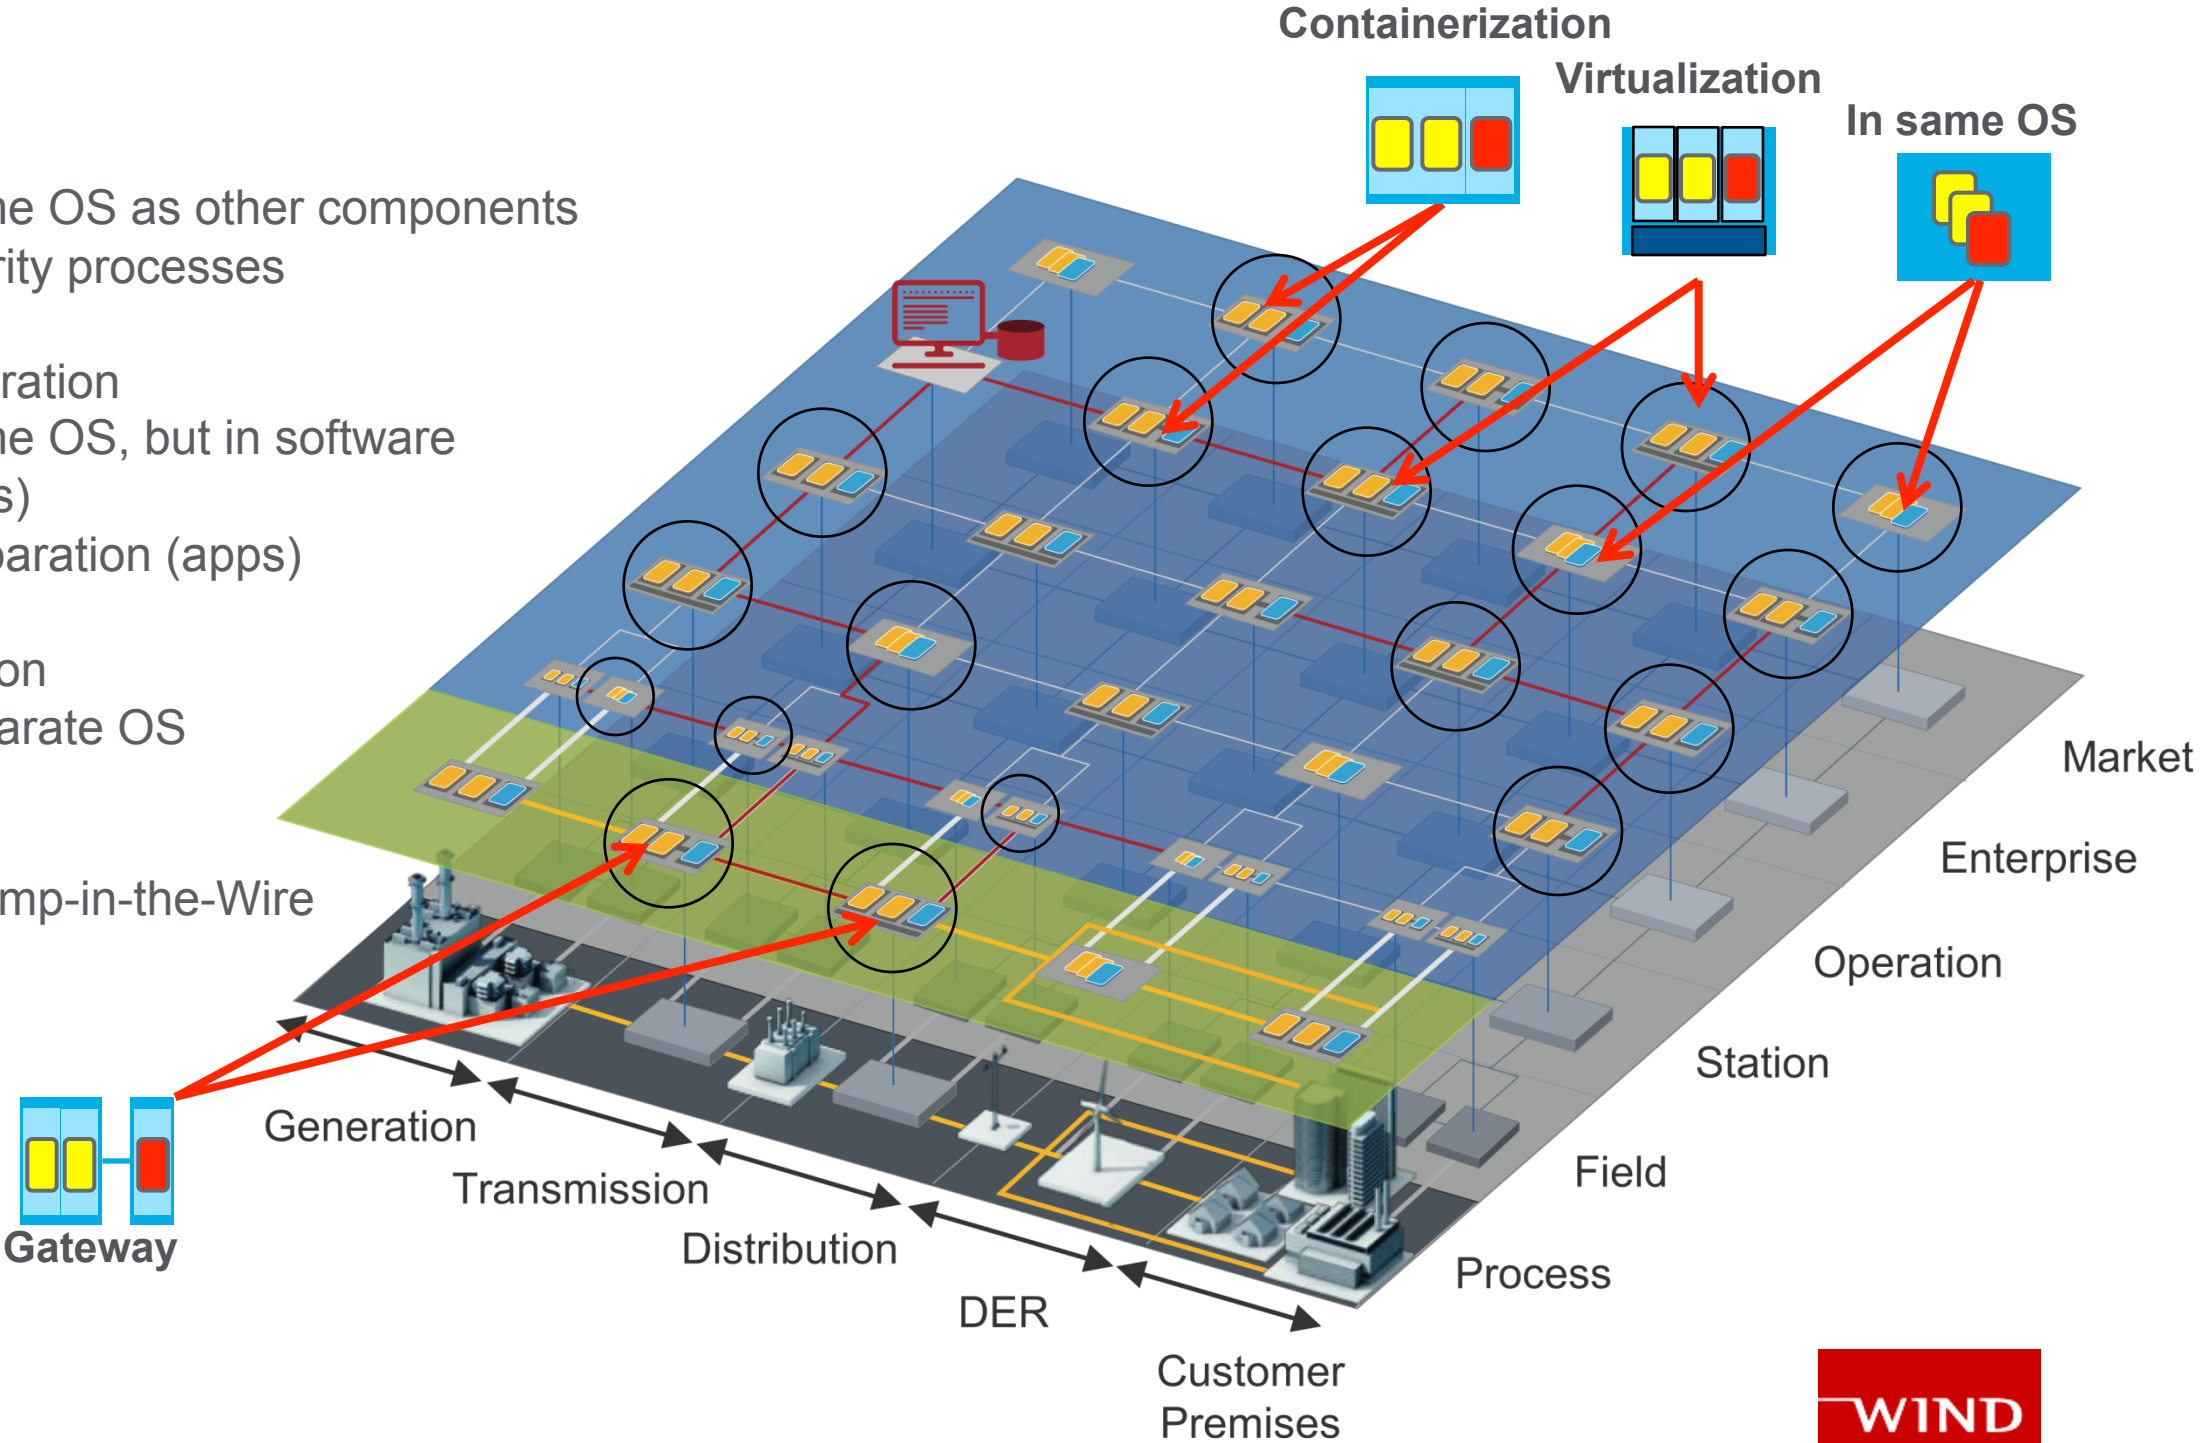 Containerization
Virtualization
In same OS
ne OS as other components
rity processes
ration
ne OS, but in software
s)
paration (apps)
on
arate OS
mp-in-the-Wire
Gateway
Generation
Transmission
Distribution
DER
Customer
Premises
Market
Enterprise
Operation
Station
Field
Process
WIND